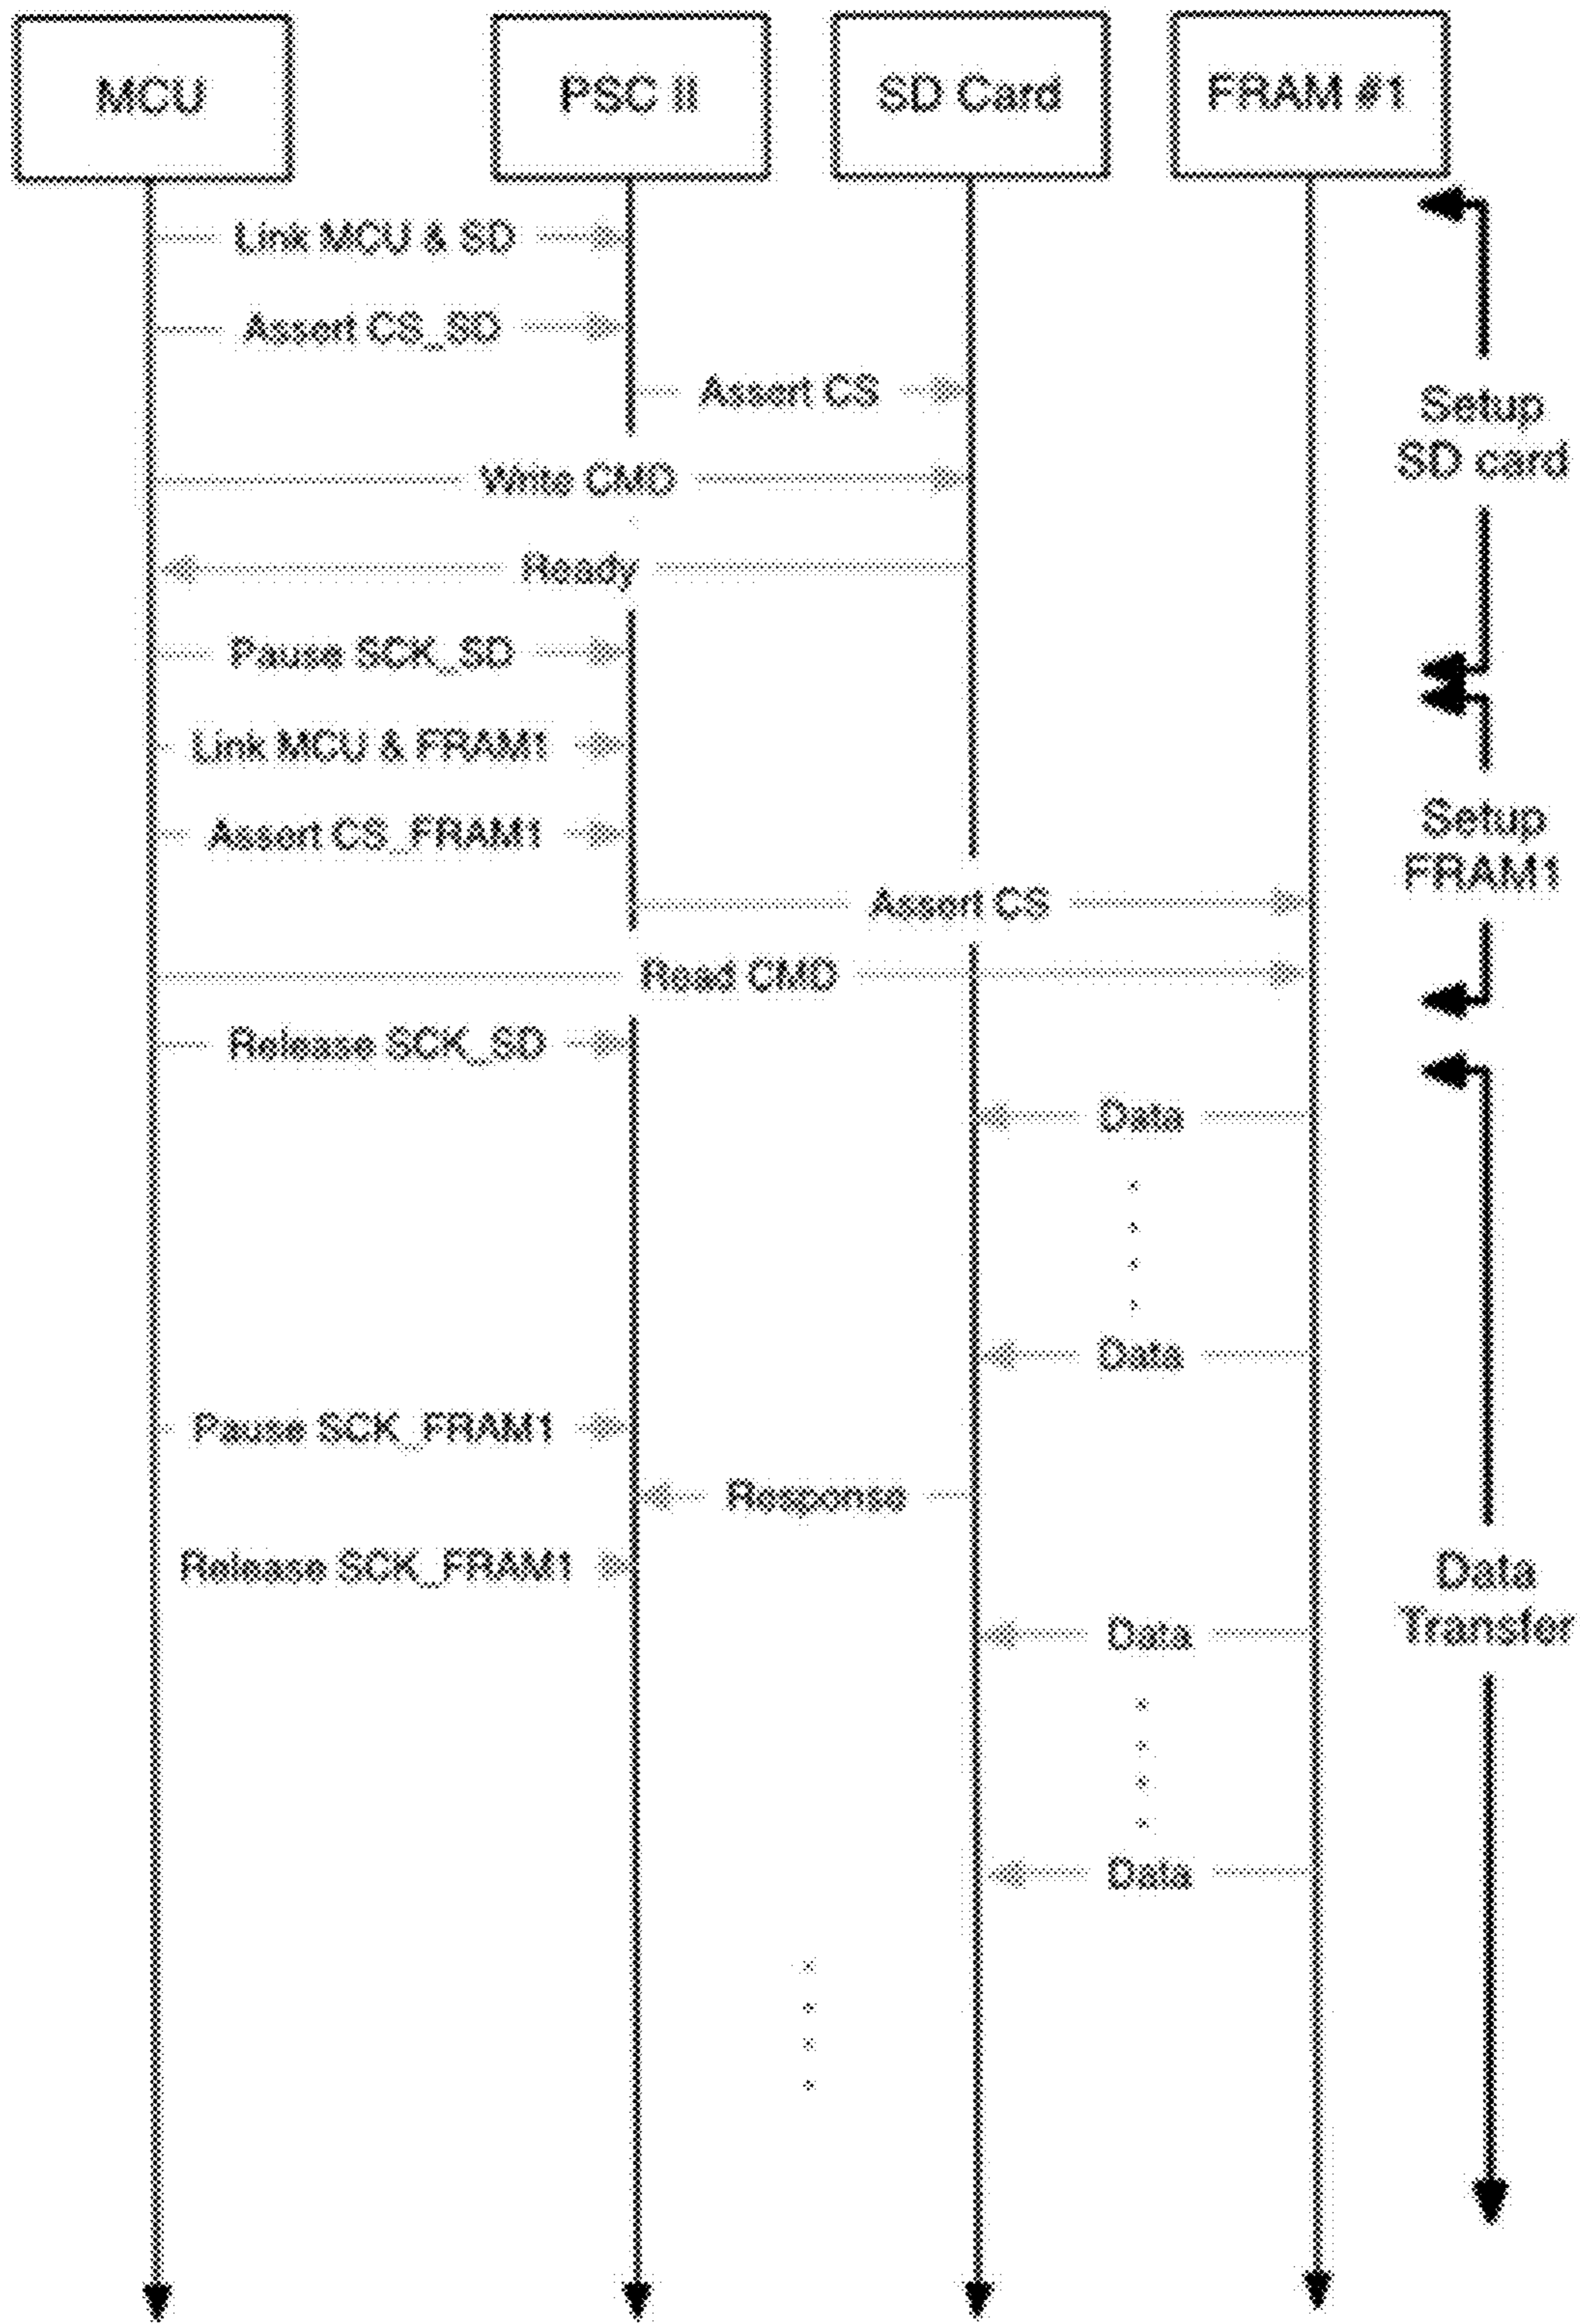 MCU
PSC II
SD Card
FRAM #1
Link MCU & SD
Assert CS_SD
Assert CS
Setup
SD card
Write CMD
Ready
Pause SCK_SD
Link MCU & FRAM1
Assert CS_FRAM1
Setup
FRAM1
Assert CS
Read CMD
Release SCK_SD
Data
Data
Pause SCK_FRAM1
Response
Release SCK_FRAM1
Data
Transfer
Data
Data